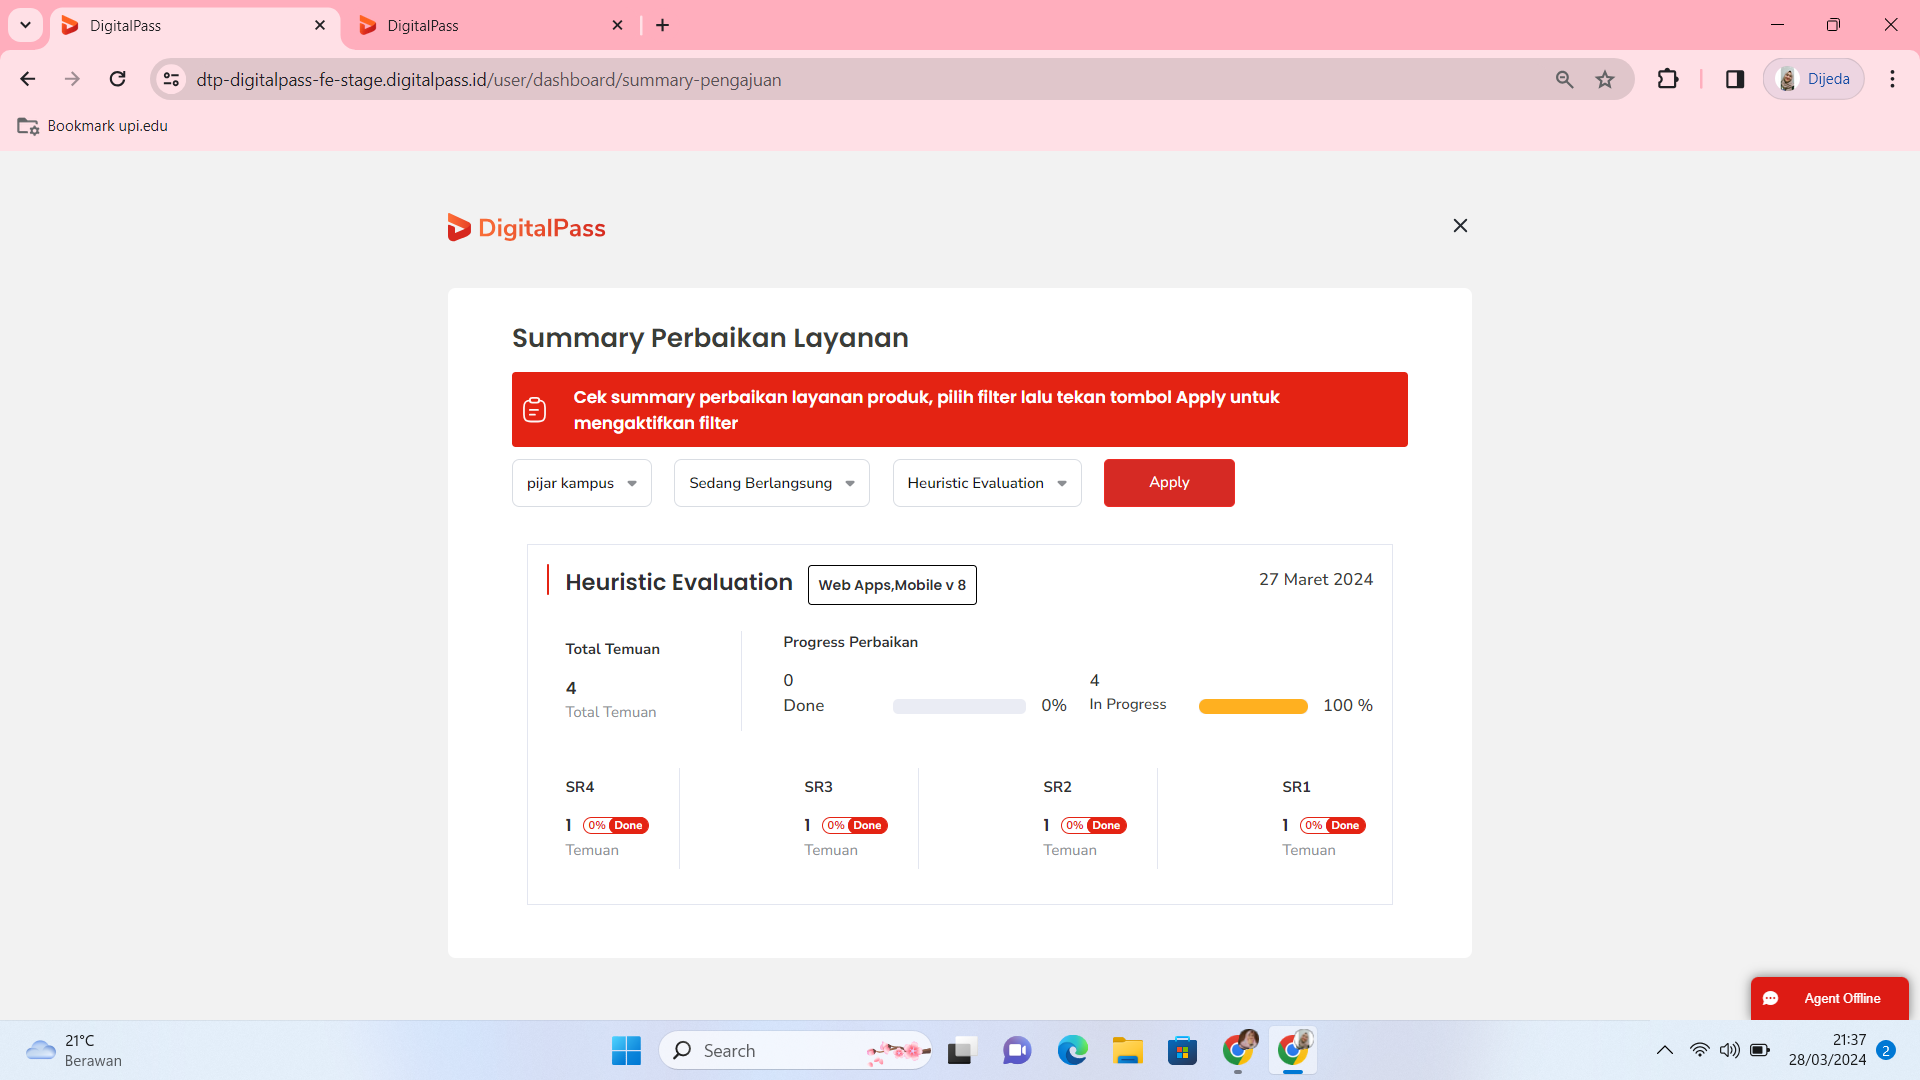 DigitalPass
DigitalPass
dtp-digitalpass-fe-stage.digitalpass.id/user/dashboard/summary-pengajuan
Dijeda
Bookmark upi.edu
DigitalPass
Summary Perbaikan Layanan
Cek summary perbaikan layanan produk, pilih filter lalu tekan tombol Apply untuk
mengaktifkan filter
pijar kampus
Sedang Berlangsung
Heuristic Evaluation
Apply
Heuristic Evaluation
Web Apps,Mobile v 8
27 Maret 2024
Total Temuan
4
Total Temuan
Progress Perbaikan
0
Done
0%
4
In Progress
100 %
SR4
1 0% Done
Temuan
SR3
1 0% Done
Temuan
SR2
1 0% Done
Temuan
SR1
1 0% Done
Temuan
Agent Offline
21°C
Berawan
Search
21:37
28/03/2024
2